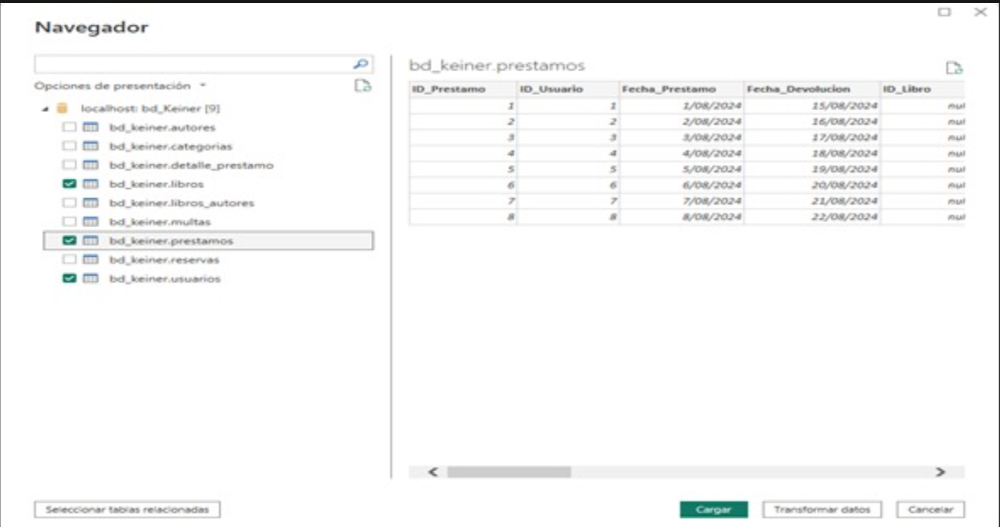 Navegador
Opciones de presentación
localhost: bd_Keiner [9]
bd_keiner.autores
bd_keiner.categorias
bd_keiner.detalle_prestamo
bd_keiner.libros
bd_keiner.libros_autores
bd_keiner.multas
bd_keiner.prestamos
bd_keiner.reservas
bd_keiner.usuarios
bd_keiner.prestamos
ID_Prestamo ID_Usuario Fecha_Prestamo Fecha_Devolucion ID_Libro
1 1 1/08/2024 15/08/2024 nul
2 2 2/08/2024 16/08/2024 nul
3 3 3/08/2024 17/08/2024 nul
4 4 4/08/2024 18/08/2024 nul
5 5 5/08/2024 19/08/2024 nul
6 6 6/08/2024 20/08/2024 nul
7 7 7/08/2024 21/08/2024 nul
8 8 8/08/2024 22/08/2024 nul
Seleccionar tablas relacionadas Cargar Transformar datos Cancelar